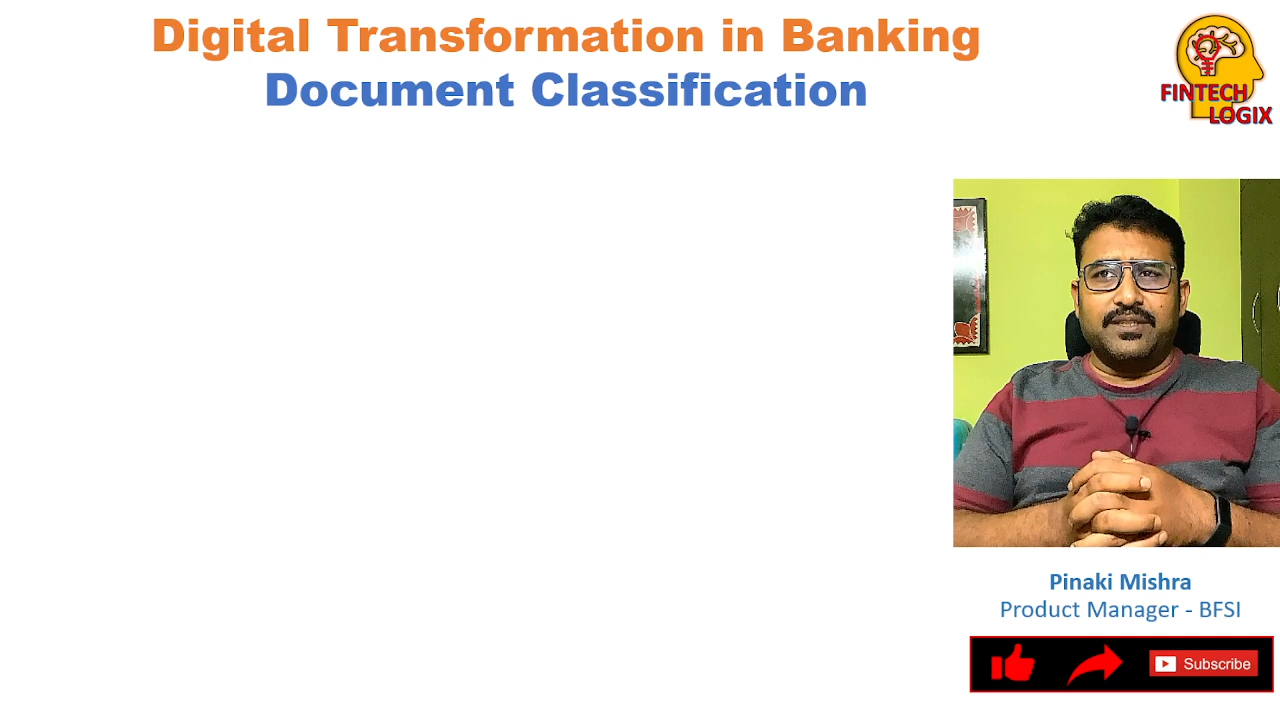 Digital Transformation in Banking
Document Classification
FINTECH
LOGIX
Pinaki Mishra
Product Manager - BFSI
Subscribe